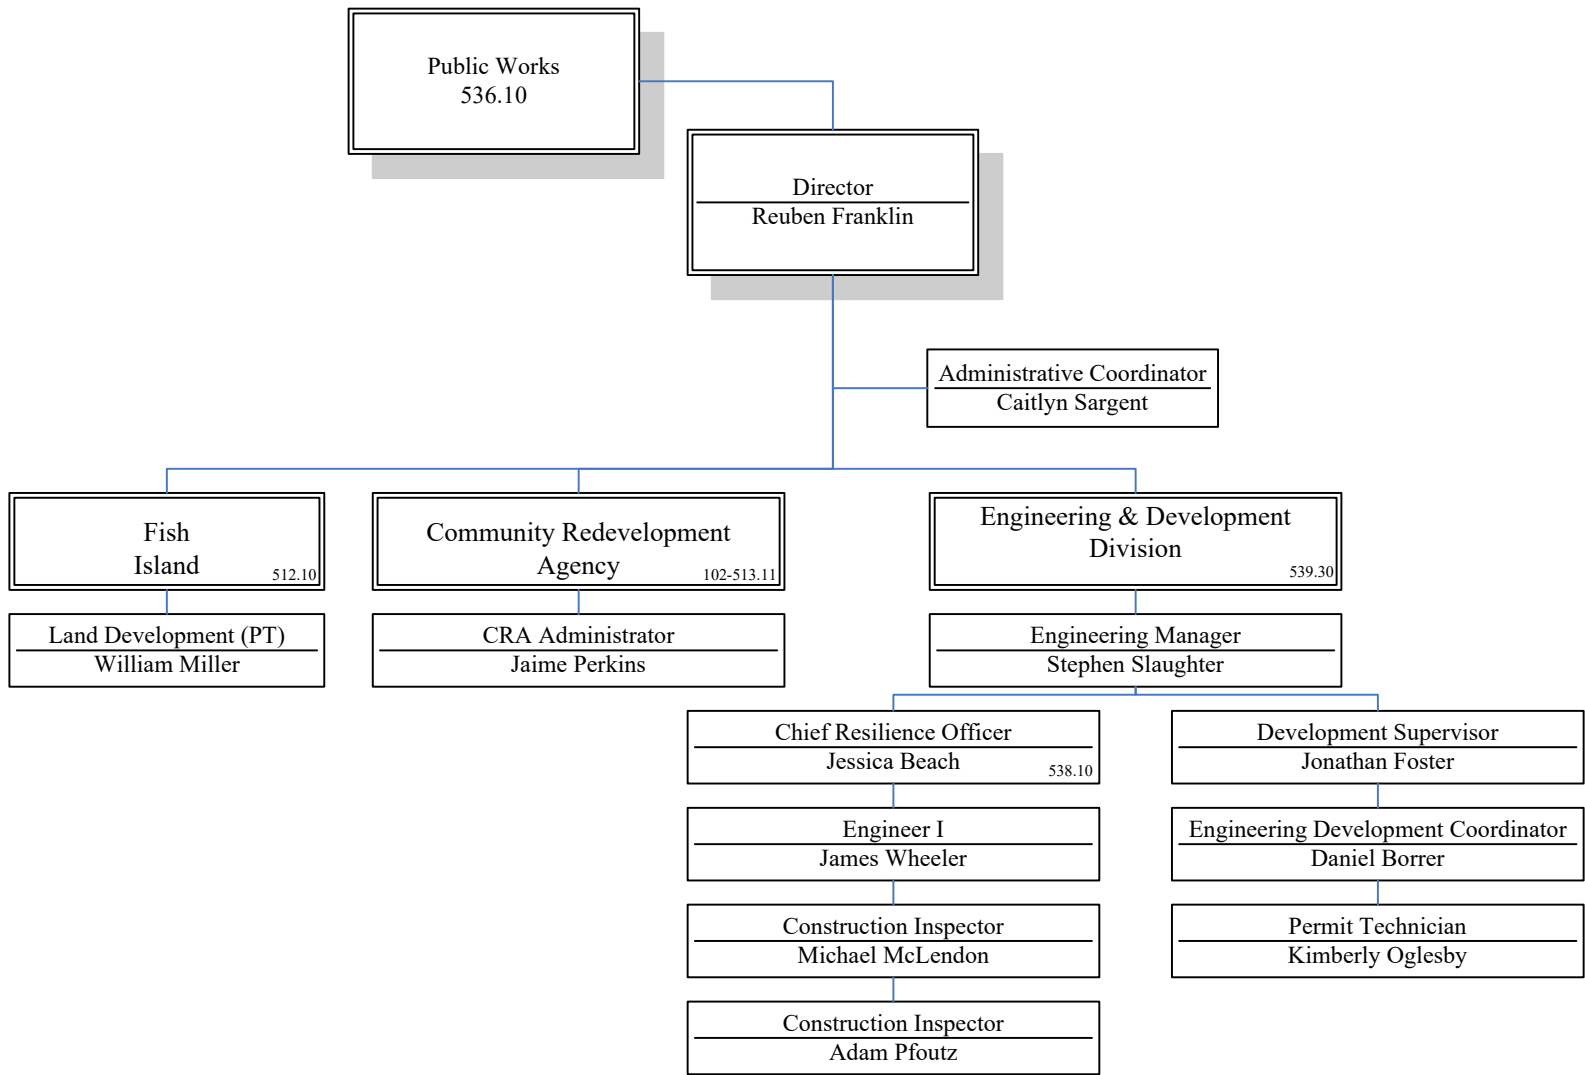 Public Works
536.10
Director
Reuben Franklin
Administrative Coordinator
Caitlyn Sargent
Fish
Island
512.10
Land Development (PT)
William Miller
Community Redevelopment
Agency
102-513.11
CRA Administrator
Jaime Perkins
Engineering & Development
Division
539.30
Engineering Manager
Stephen Slaughter
Chief Resilience Officer
Jessica Beach
538.10
Engineer I
James Wheeler
Construction Inspector
Michael McLendon
Construction Inspector
Adam Pfoutz
Development Supervisor
Jonathan Foster
Engineering Development Coordinator
Daniel Borrer
Permit Technician
Kimberly Oglesby